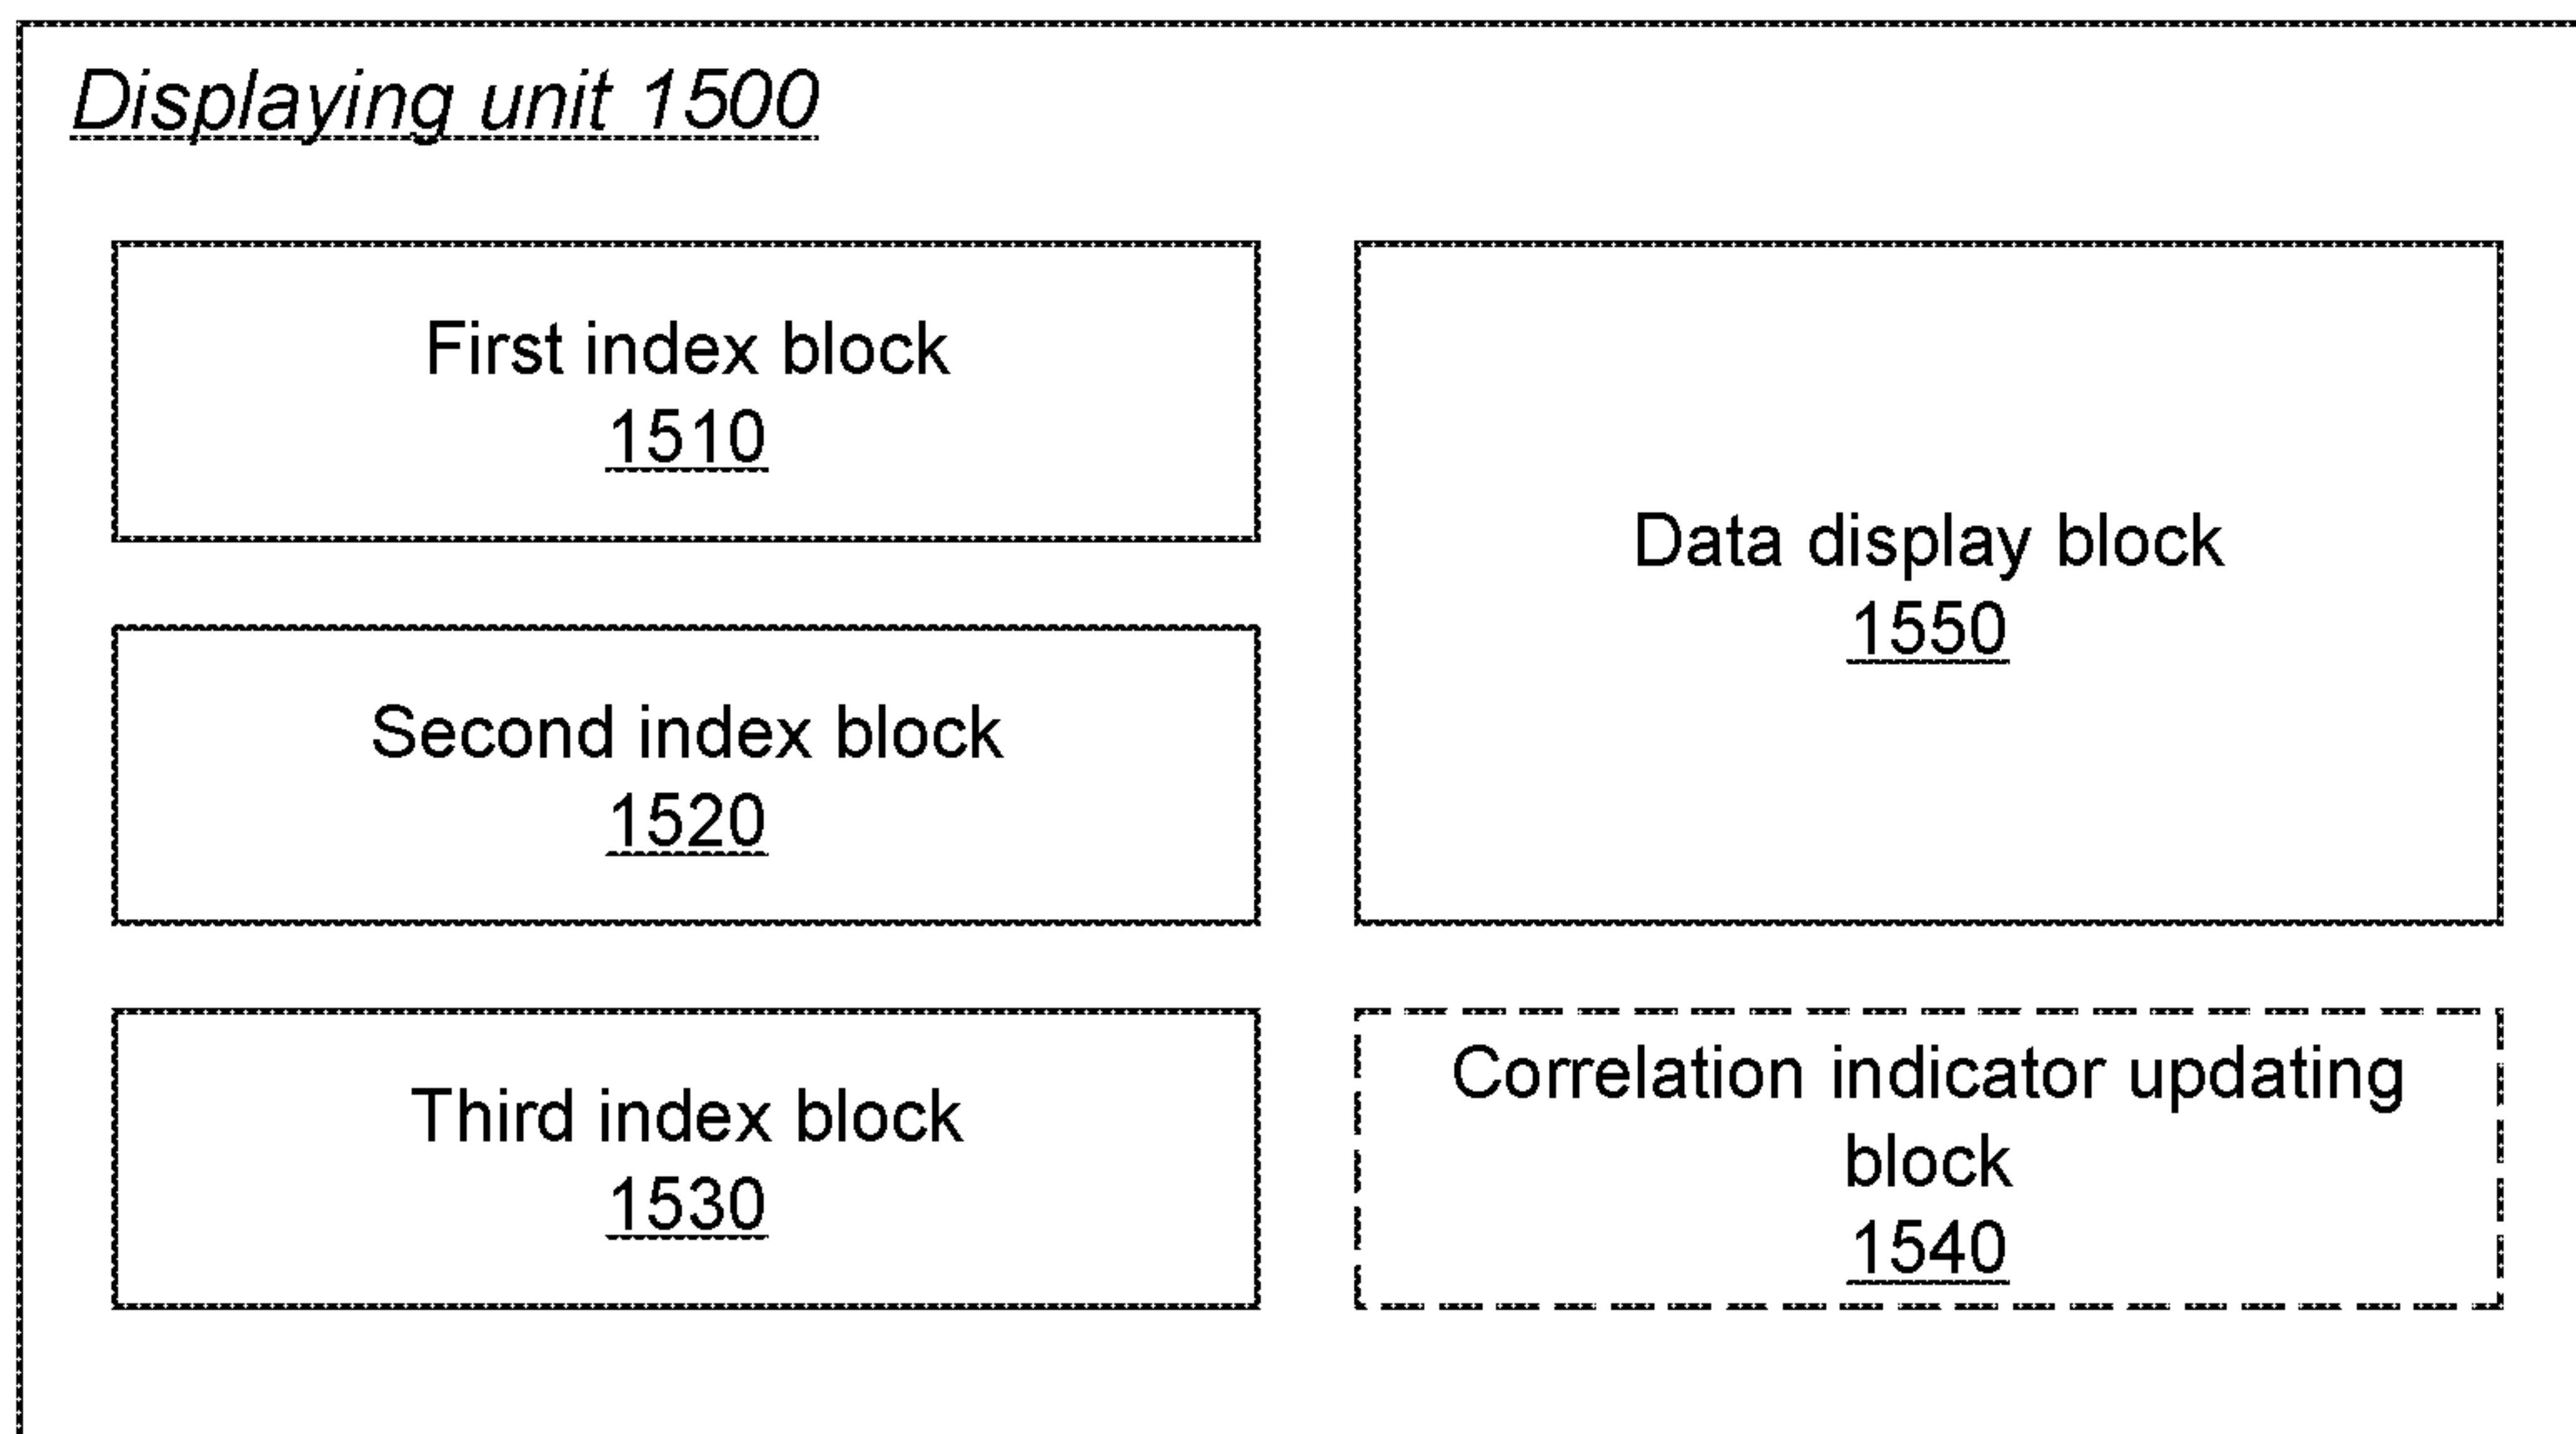 Displaying unit 1500
First index block
1510
Second index block
1520
Third index block
1530
Data display block
1550
Correlation indicator updating
block
1540